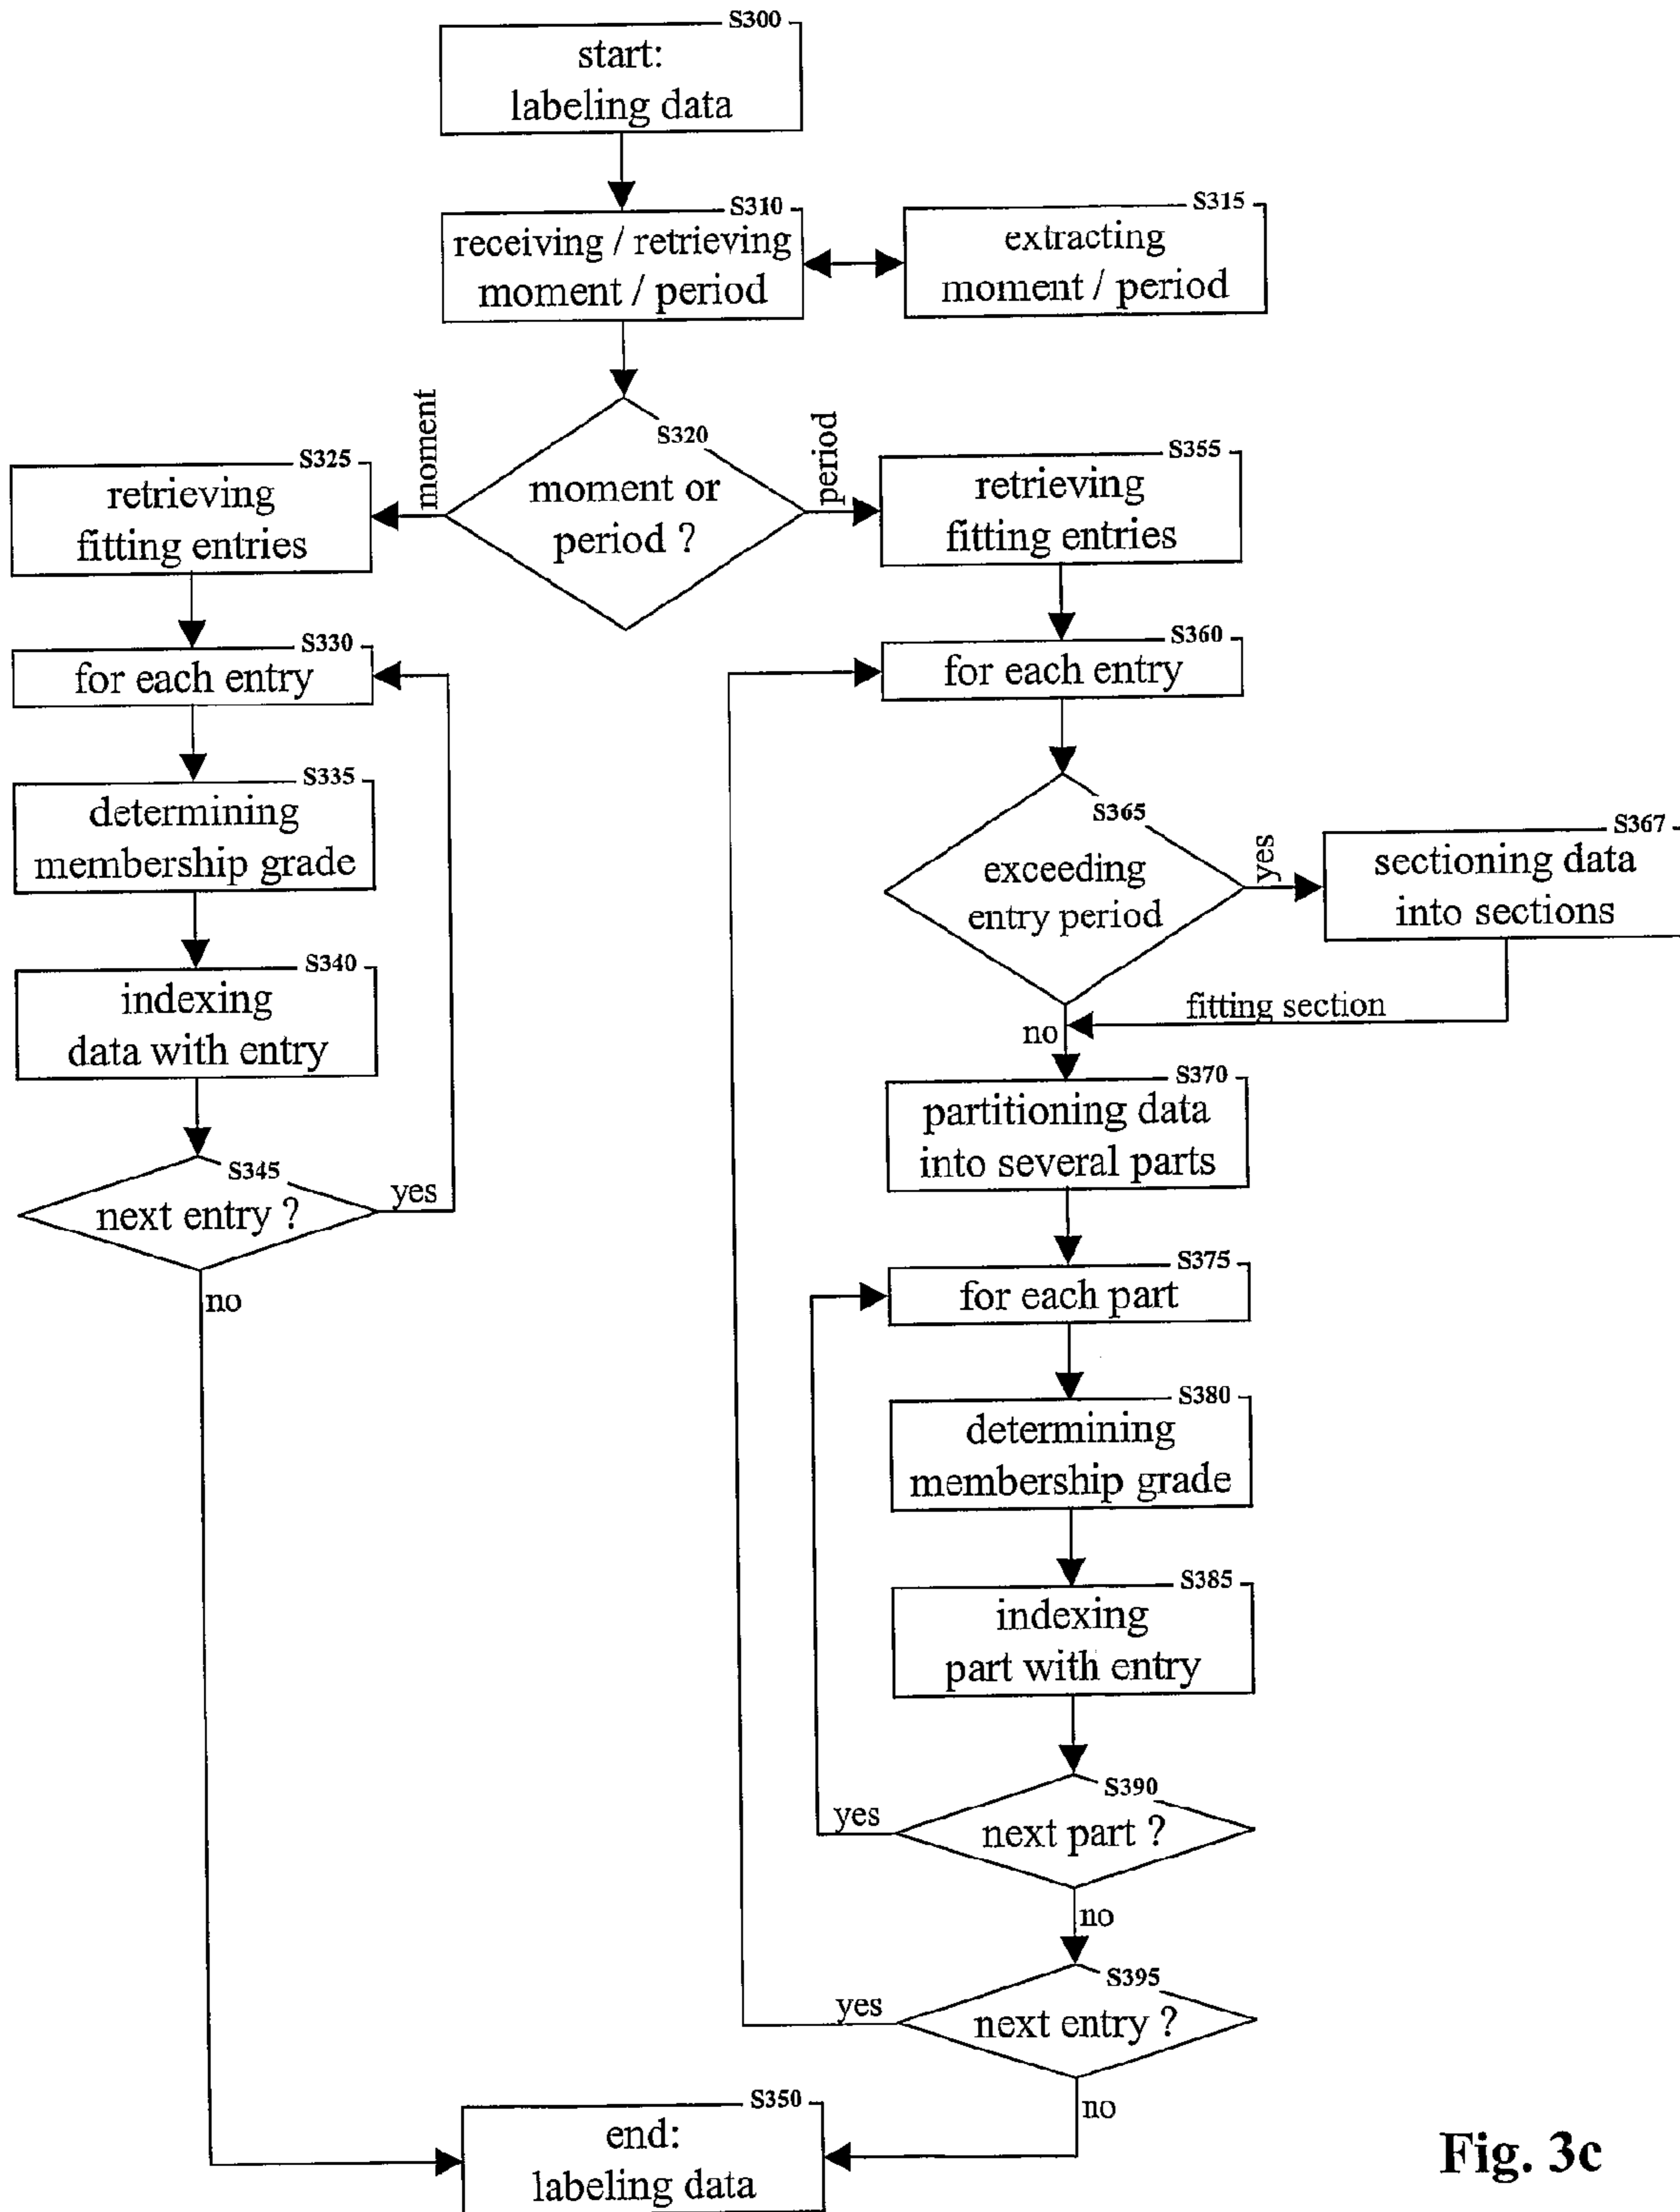 S300
start:
labeling data
S310
receiving / retrieving
moment / period
S315
extracting
moment / period
S320
moment or
period ?
moment
period
S325
retrieving
fitting entries
S330
for each entry
S335
determining
membership grade
S340
indexing
data with entry
S345
next entry ?
yes
no
S355
retrieving
fitting entries
S360
for each entry
S365
exceeding
entry period
yes
S367
sectioning data
into sections
fitting section
no
S370
partitioning data
into several parts
S375
for each part
S380
determining
membership grade
S385
indexing
part with entry
S390
next part ?
yes
no
S395
next entry ?
yes
no
S350
end:
labeling data
Fig. 3c